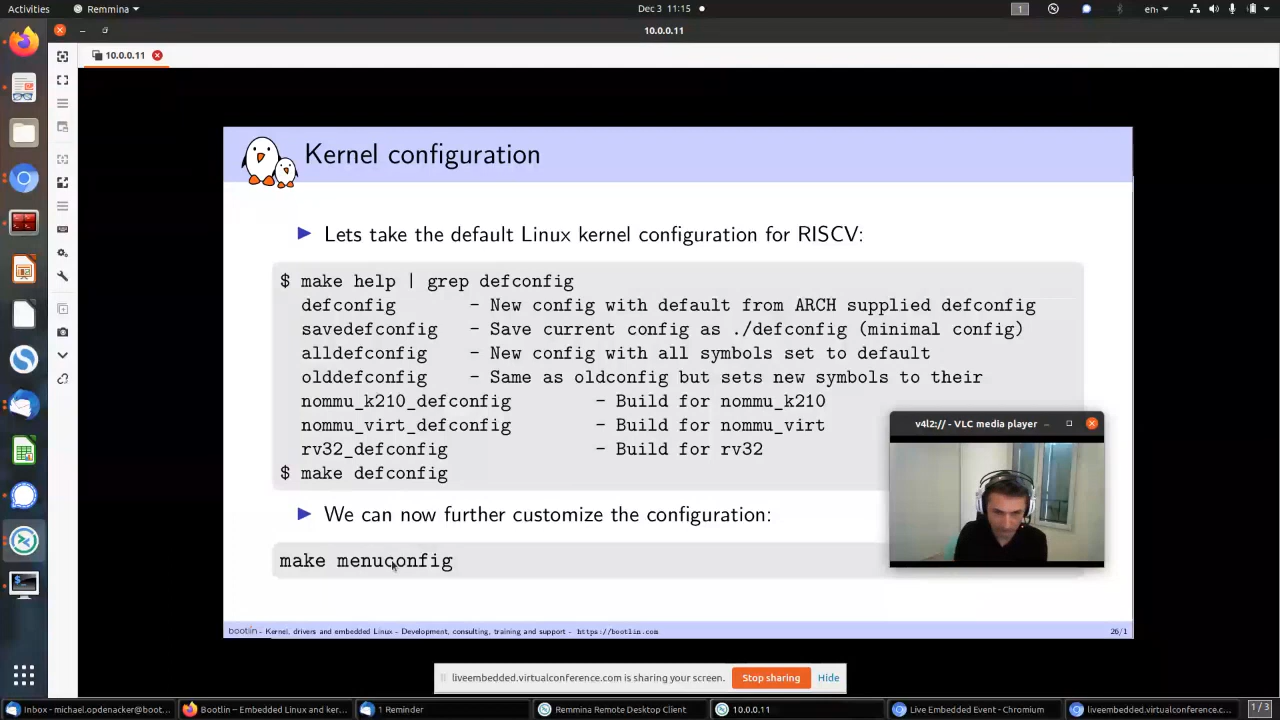 Activities
Remmina
Dec 3 11:15
1
en
10.0.0.11
10.0.0.11
Kernel configuration
Lets take the default Linux kernel configuration for RISCV:
$ make help | grep defconfig
defconfig - New config with default from ARCH supplied defconfig
savedefconfig - Save current config as ./defconfig (minimal config)
alldefconfig - New config with all symbols set to default
olddefconfig - Same as oldconfig but sets new symbols to their
nommu_k210_defconfig - Build for nommu_k210
nommu_virt_defconfig - Build for nommu_virt
rv32_defconfig - Build for rv32
$ make defconfig
v4l2:// - VLC media player
We can now further customize the configuration:
make menuconfig
bootlin - Kernel, drivers and embedded Linux - Development, consulting, training and support - https://bootlin.com
26/1
liveembedded.virtualconference.com is sharing your screen.
Stop sharing
Hide
Inbox - michael.opdenacker@boot...
Bootlin – Embedded Linux and ker...
1 Reminder
Remmina Remote Desktop Client
10.0.0.11
Live Embedded Event - Chromium
liveembedded.virtualconference.c...
1 / 3